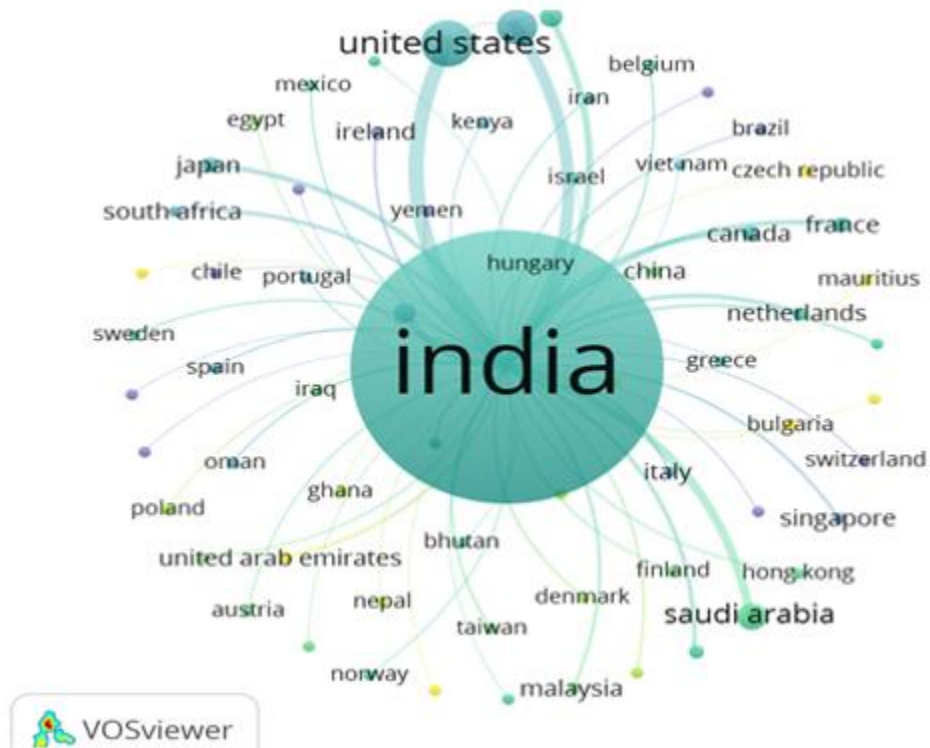 united states
belgium
mexico
iran
egypt
ireland
kenya
brazil
japan
israel
viet nam
czech republic
south africa
yemen
canada
france
hungary
china
chile
portugal
mauritius
netherlands
sweden
india
greece
spain
iraq
bulgaria
oman
italy
switzerland
ghana
poland
singapore
bhutan
united arab emirates
finland
hong kong
austria
nepal
denmark
saudi arabia
taiwan
norway
malaysia
VOSviewer